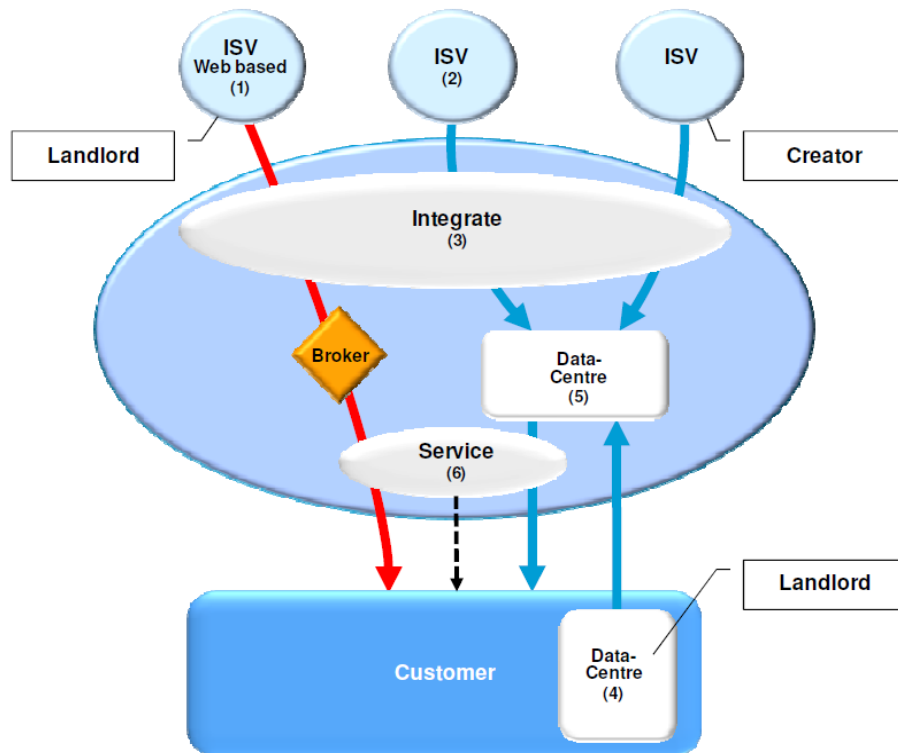 ISV
Web based
(1)
ISV
(2)
ISV
Landlord
Creator
Integrate
(3)
Broker
Data-
Centre
(5)
Service
(6)
Landlord
Customer
Data-
Centre
(4)